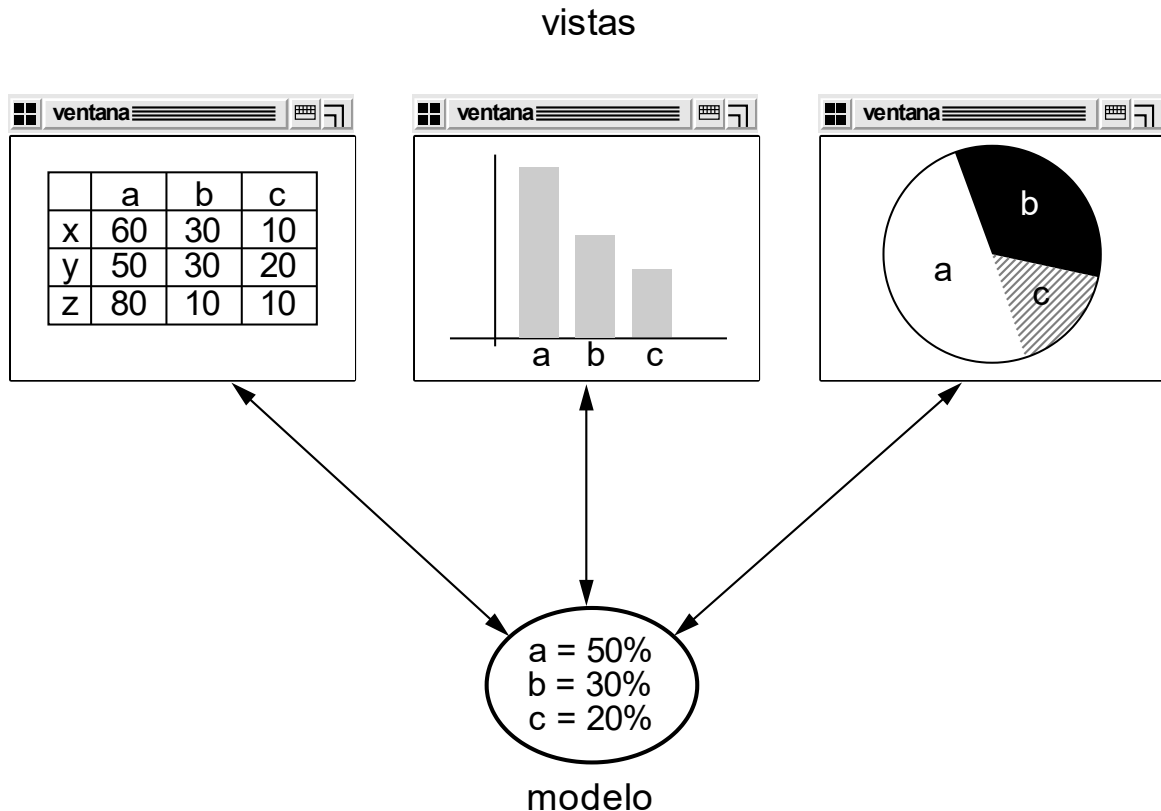 vistas
ventana
ventana
ventana
a b c
x 60 30 10
y 50 30 20
z 80 10 10
a b c
a
b
c
a = 50%
b = 30%
c = 20%
modelo